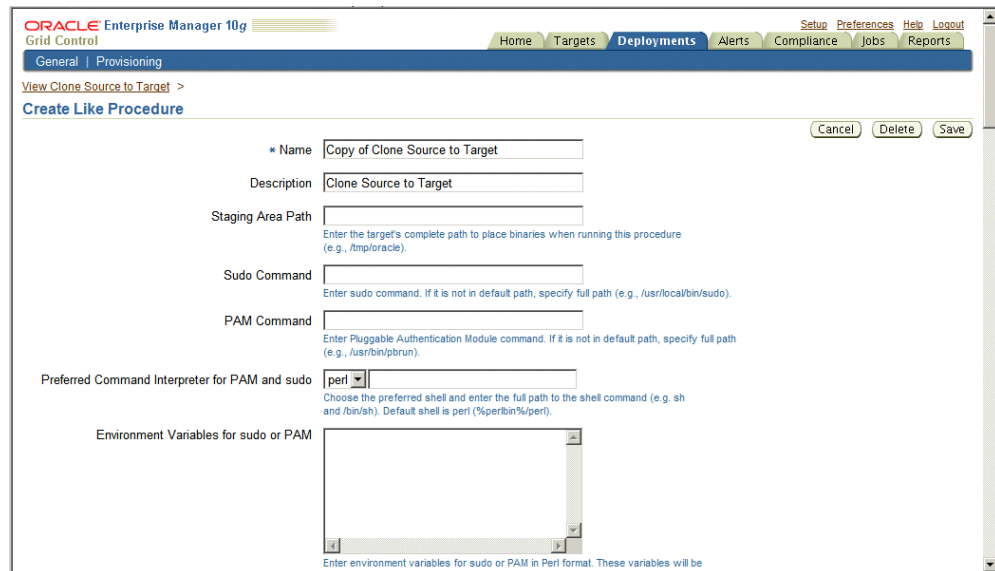 ORACLE Enterprise Manager 10g
Grid Control
Setup Preferences Help Logout
Home Targets Deployments Alerts Compliance Jobs Reports
General | Provisioning
View Clone Source to Target >
Create Like Procedure
Cancel Delete Save
* Name Copy of Clone Source to Target
Description Clone Source to Target
Staging Area Path
Enter the target's complete path to place binaries when running this procedure
(e.g., /tmp/oracle).
Sudo Command
Enter sudo command. If it is not in default path, specify full path (e.g., /usr/local/bin/sudo).
PAM Command
Enter Pluggable Authentication Module command. If it is not in default path, specify full path
(e.g., /usr/bin/pbrun).
Preferred Command Interpreter for PAM and sudo perl
Choose the preferred shell and enter the full path to the shell command (e.g. sh
and /bin/sh). Default shell is perl (%perlbin%/perl).
Environment Variables for sudo or PAM
Enter environment variables for sudo or PAM in Perl format. These variables will be